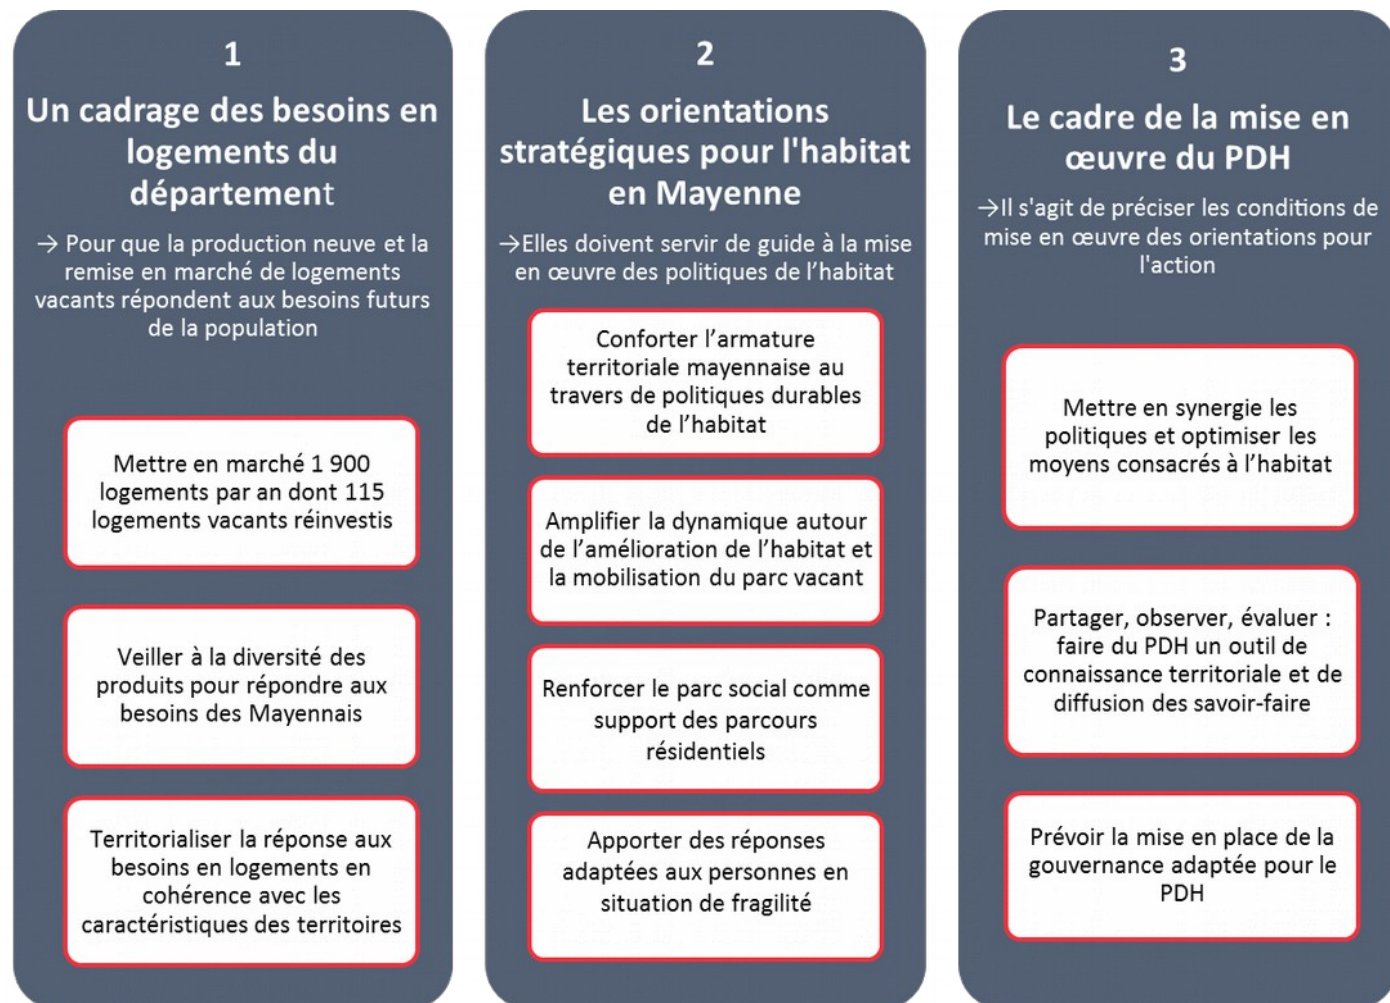 1
Un cadrage des besoins en
logements du
département
→ Pour que la production neuve et la
remise en marché de logements
vacants répondent aux besoins futurs
de la population
Mettre en marché 1 900
logements par an dont 115
logements vacants réinvestis
Veiller à la diversité des
produits pour répondre aux
besoins des Mayennais
Territorialiser la réponse aux
besoins en logements en
cohérence avec les
caractéristiques des territoires
2
Les orientations
stratégiques pour l'habitat
en Mayenne
→Elles doivent servir de guide à la mise
en œuvre des politiques de l’habitat
Conforter l’armature
territoriale mayennaise au
travers de politiques durables
de l’habitat
Amplifier la dynamique autour
de l’amélioration de l’habitat et
la mobilisation du parc vacant
Renforcer le parc social comme
support des parcours
résidentiels
Apporter des réponses
adaptées aux personnes en
situation de fragilité
3
Le cadre de la mise en
œuvre du PDH
→Il s'agit de préciser les conditions de
mise en œuvre des orientations pour
l'action
Mettre en synergie les
politiques et optimiser les
moyens consacrés à l’habitat
Partager, observer, évaluer :
faire du PDH un outil de
connaissance territoriale et de
diffusion des savoir-faire
Prévoir la mise en place de la
gouvernance adaptée pour le
PDH